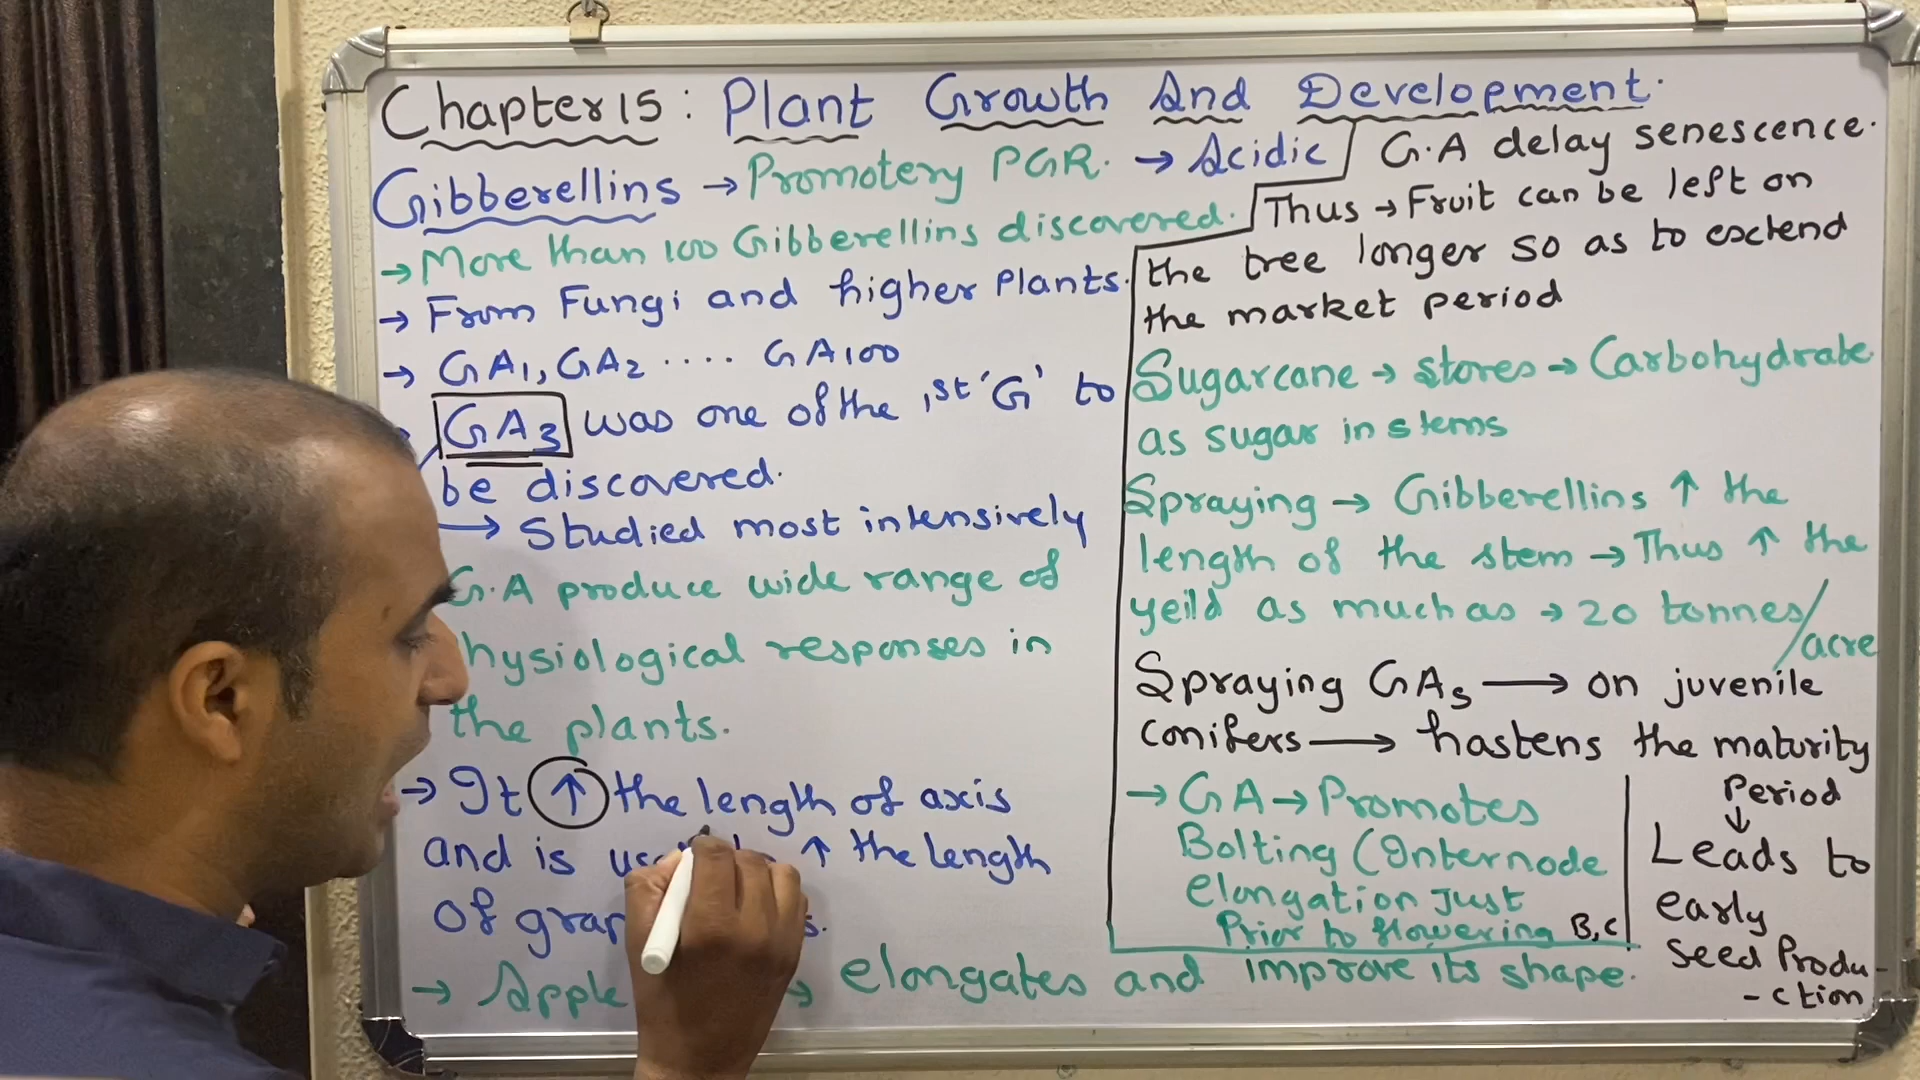 Chapter 15 : Plant Growth And Development.
Gibberellins → Promotery PGR. → Acidic
→ More than 100 Gibberellins discovered.
→ From Fungi and higher Plants.
→ GA1, GA2 .... GA100
GA3 was one of the 1st 'G' to
be discovered.
→ Studied most intensively
G.A produce wide range of
hysiological responses in
the plants.
→ It ↑ the length of axis
and is ↑ the length
of
→ Apple → elongates and improve its shape.
G.A delay senescence.
Thus → Fruit can be left on
the tree longer so as to extend
the market period
Sugarcane → stores → Carbohydrate
as sugar in stems
Spraying → Gibberellins ↑ the
length of the stem → Thus ↑ the
yeild as much as → 20 tonnes/acre
Spraying GAs → on juvenile
conifers → hastens the maturity
Period
↓
Leads to
early
seed Produ-
-ction
→ GA → Promotes
Bolting (Internode
elongation Just
Prior to flowering B,C